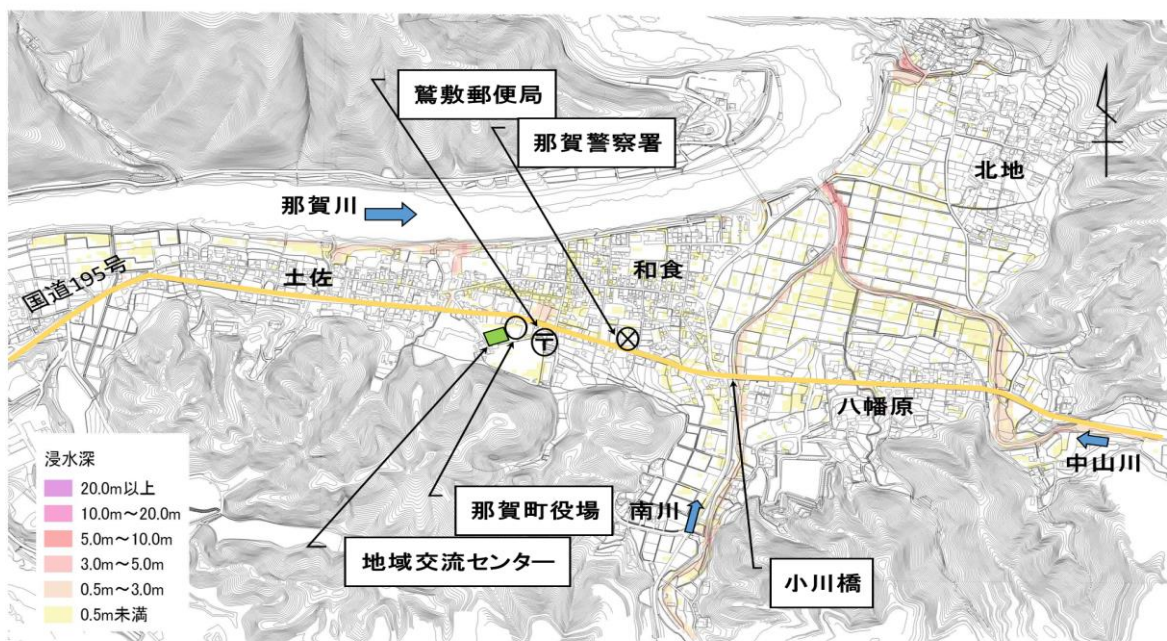 鷲敷郵便局
那賀警察署
北地
那賀川
和食
国道195号
土佐
〒
八幡原
中山川
浸水深
20.0m以上
10.0m～20.0m
5.0m～10.0m
3.0m～5.0m
0.5m～3.0m
0.5m未満
那賀町役場
南川
地域交流センター
小川橋